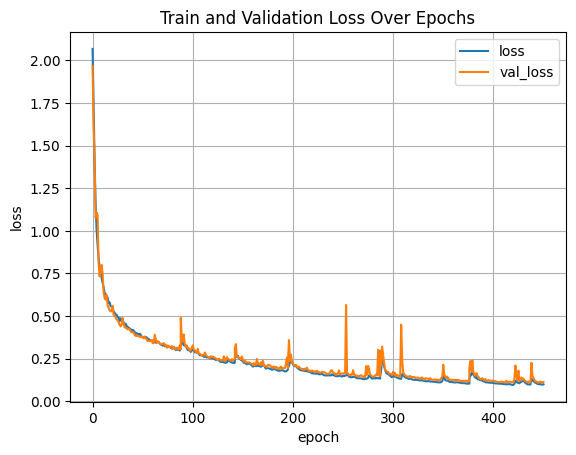 Train and Validation Loss Over Epochs
loss
val_loss
2.00
1.75
1.50
1.25
1.00
0.75
0.50
0.25
0.00
loss
0
100
200
300
400
epoch